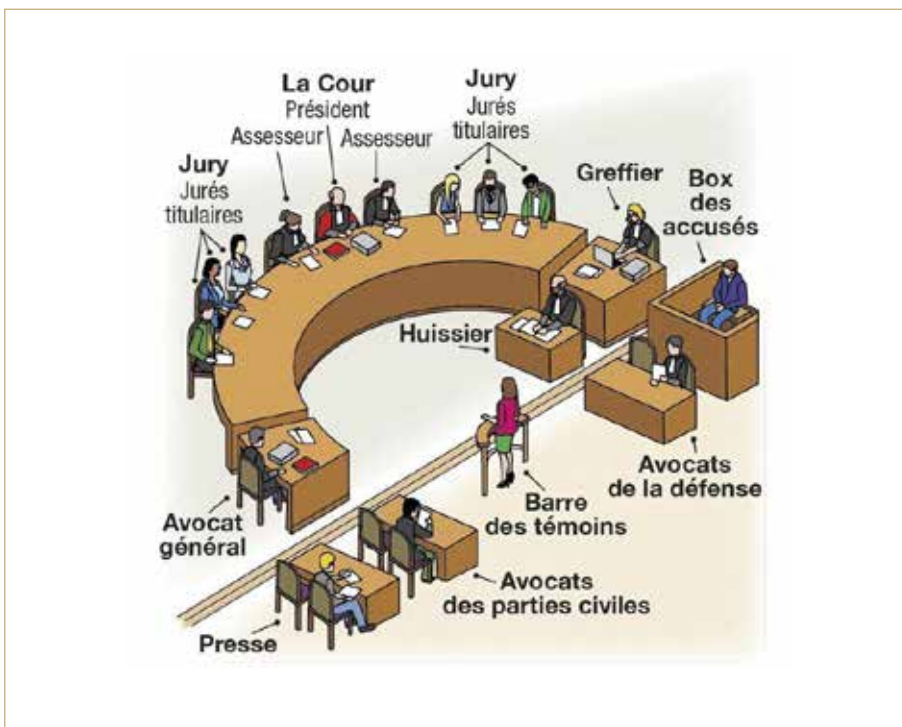 La Cour
Président
Assesseur
Assesseur
Jury
Jurés
titulaires
Jury
Jurés
titulaires
Greffier
Box
des
accusés
Huissier
Avocats
de la défense
Barre
des témoins
Avocat
général
Avocats
des parties civiles
Presse